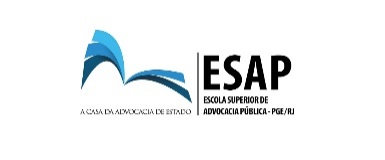 ESAP
ESCOLA SUPERIOR DE
ADVOCACIA PÚBLICA - PGE/RJ
A CASA DA ADVOCACIA DE ESTADO